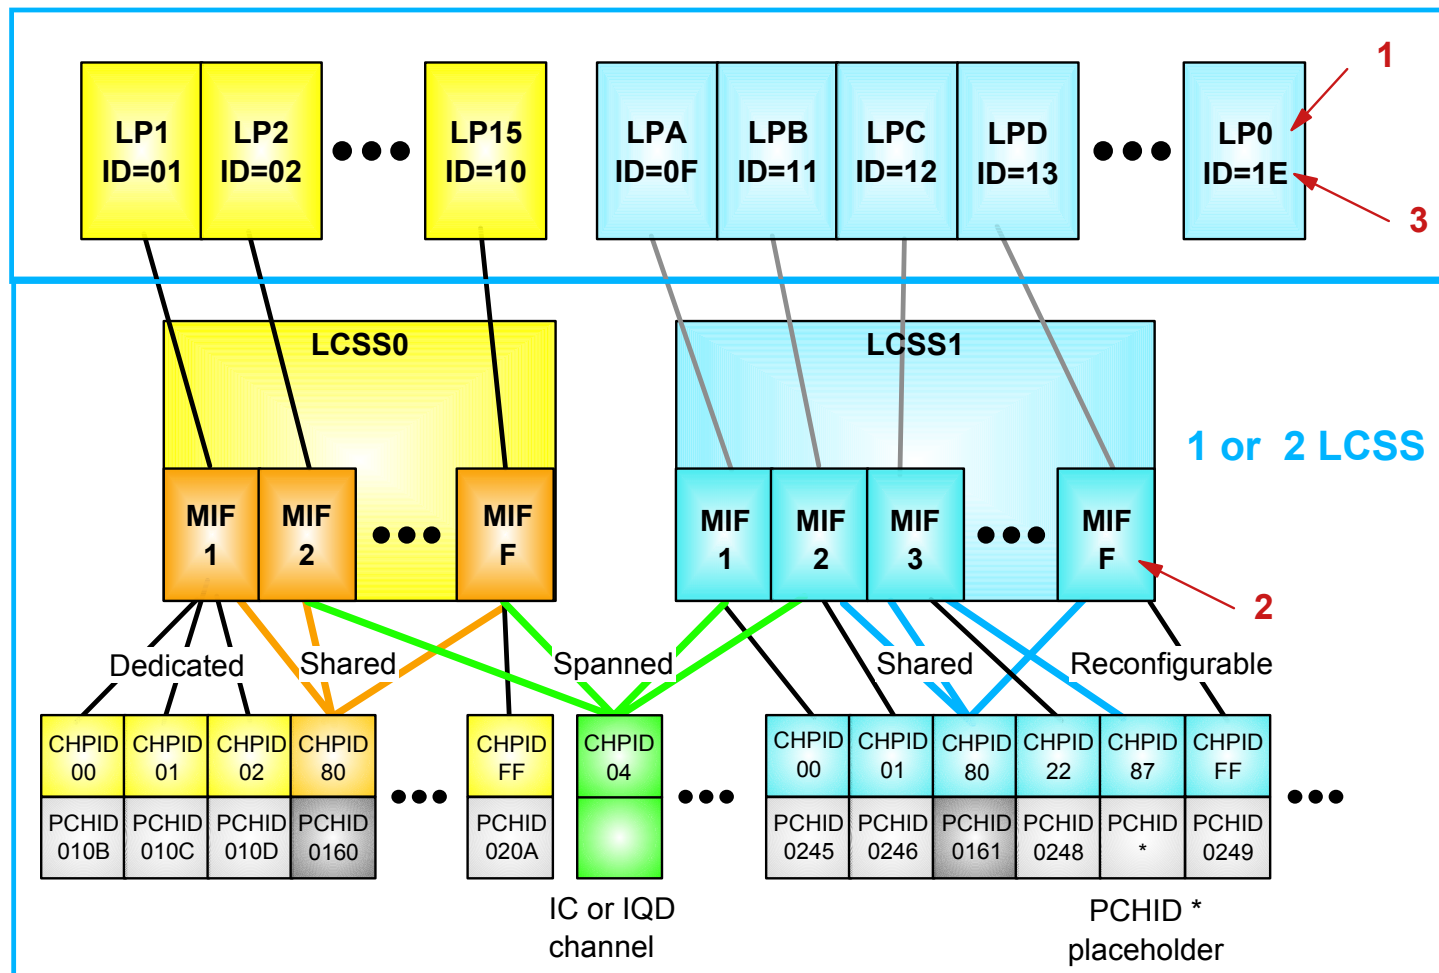 1
LP1
ID=01
LP2
ID=02
LP15
ID=10
LPA
ID=0F
LPB
ID=11
LPC
ID=12
LPD
ID=13
LP0
ID=1E
3
LCSS0
LCSS1
1 or 2 LCSS
MIF
1
MIF
2
MIF
F
MIF
1
MIF
2
MIF
3
MIF
F
2
Dedicated
Shared
Spanned
Shared
Reconfigurable
CHPID
00
CHPID
01
CHPID
02
CHPID
80
CHPID
FF
CHPID
04
CHPID
00
CHPID
01
CHPID
80
CHPID
22
CHPID
87
CHPID
FF
PCHID
010B
PCHID
010C
PCHID
010D
PCHID
0160
PCHID
020A
PCHID
0245
PCHID
0246
PCHID
0161
PCHID
0248
PCHID
*
PCHID
0249
IC or IQD
channel
PCHID *
placeholder